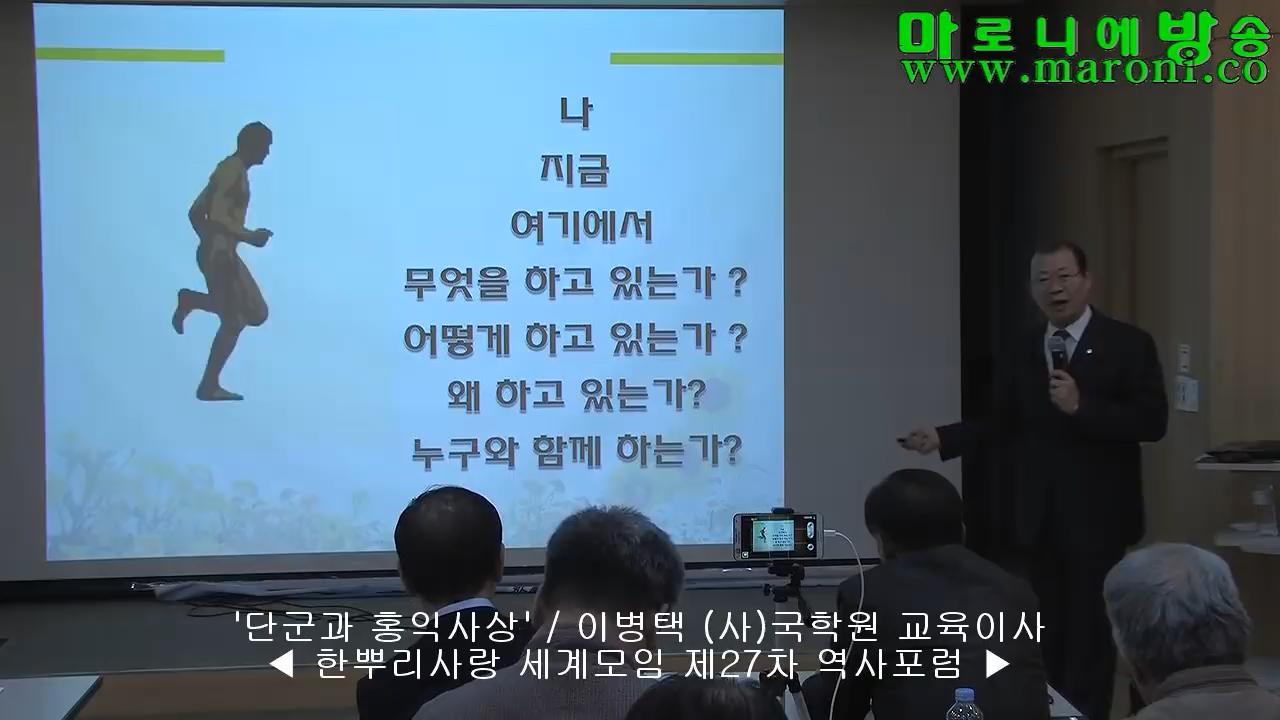 마로니에방송
www.maroni.co
나
지금
여기에서
무엇을 하고 있는가 ?
어떻게 하고 있는가 ?
왜 하고 있는가?
누구와 함께 하는가?
'단군과 홍익사상' / 이병택 (사)국학원 교육이사
◀ 한뿌리사랑 세계모임 제27차 역사포럼 ▶